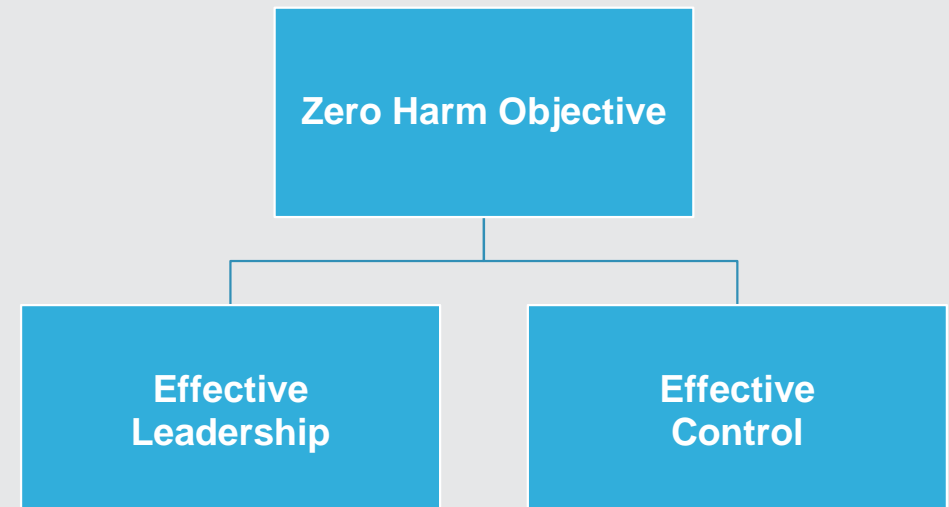 Zero Harm Objective
Effective
Leadership
Effective
Control